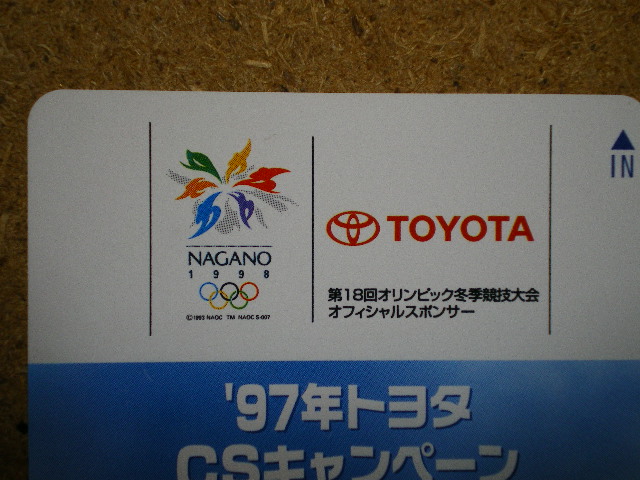 IN
NAGANO
1998
©1993 NAOC TM NAOC S-007
TOYOTA
第18回オリンピック冬季競技大会
オフィシャルスポンサー
'97年トヨタ
CSキャンペーン